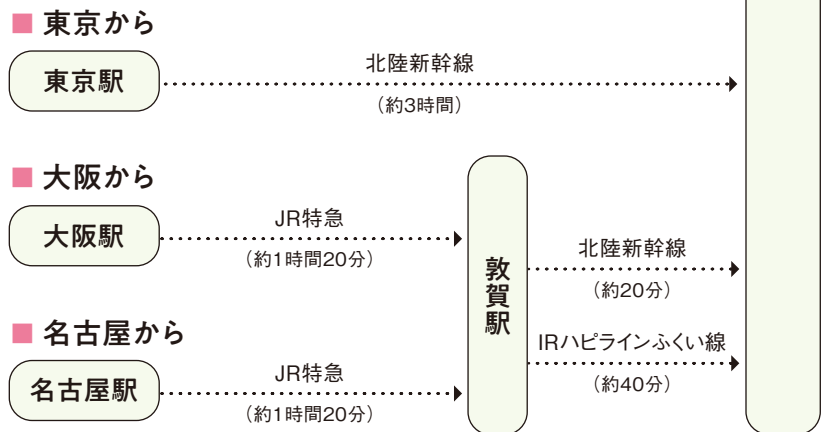 ■ 東京から
東京駅
北陸新幹線
（約3時間）
■ 大阪から
大阪駅
JR特急
（約1時間20分）
敦賀駅
北陸新幹線
（約20分）
■ 名古屋から
名古屋駅
JR特急
（約1時間20分）
IRハピラインふくい線
（約40分）